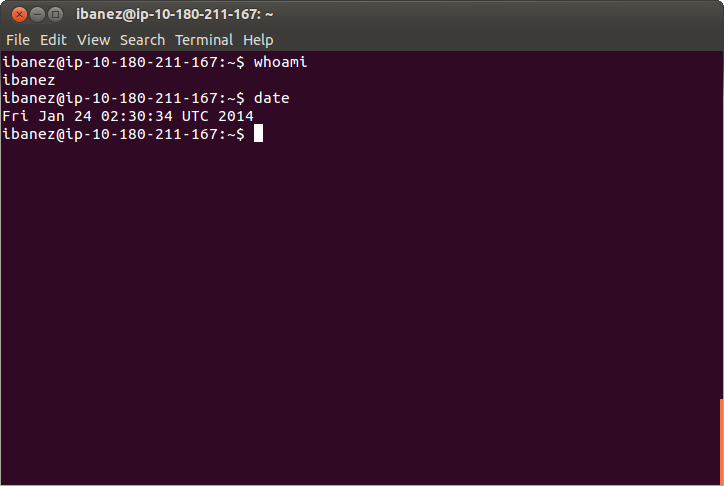 ibanez@ip-10-180-211-167: ~
File Edit View Search Terminal Help
ibanez@ip-10-180-211-167:~$ whoami
ibanez
ibanez@ip-10-180-211-167:~$ date
Fri Jan 24 02:30:34 UTC 2014
ibanez@ip-10-180-211-167:~$